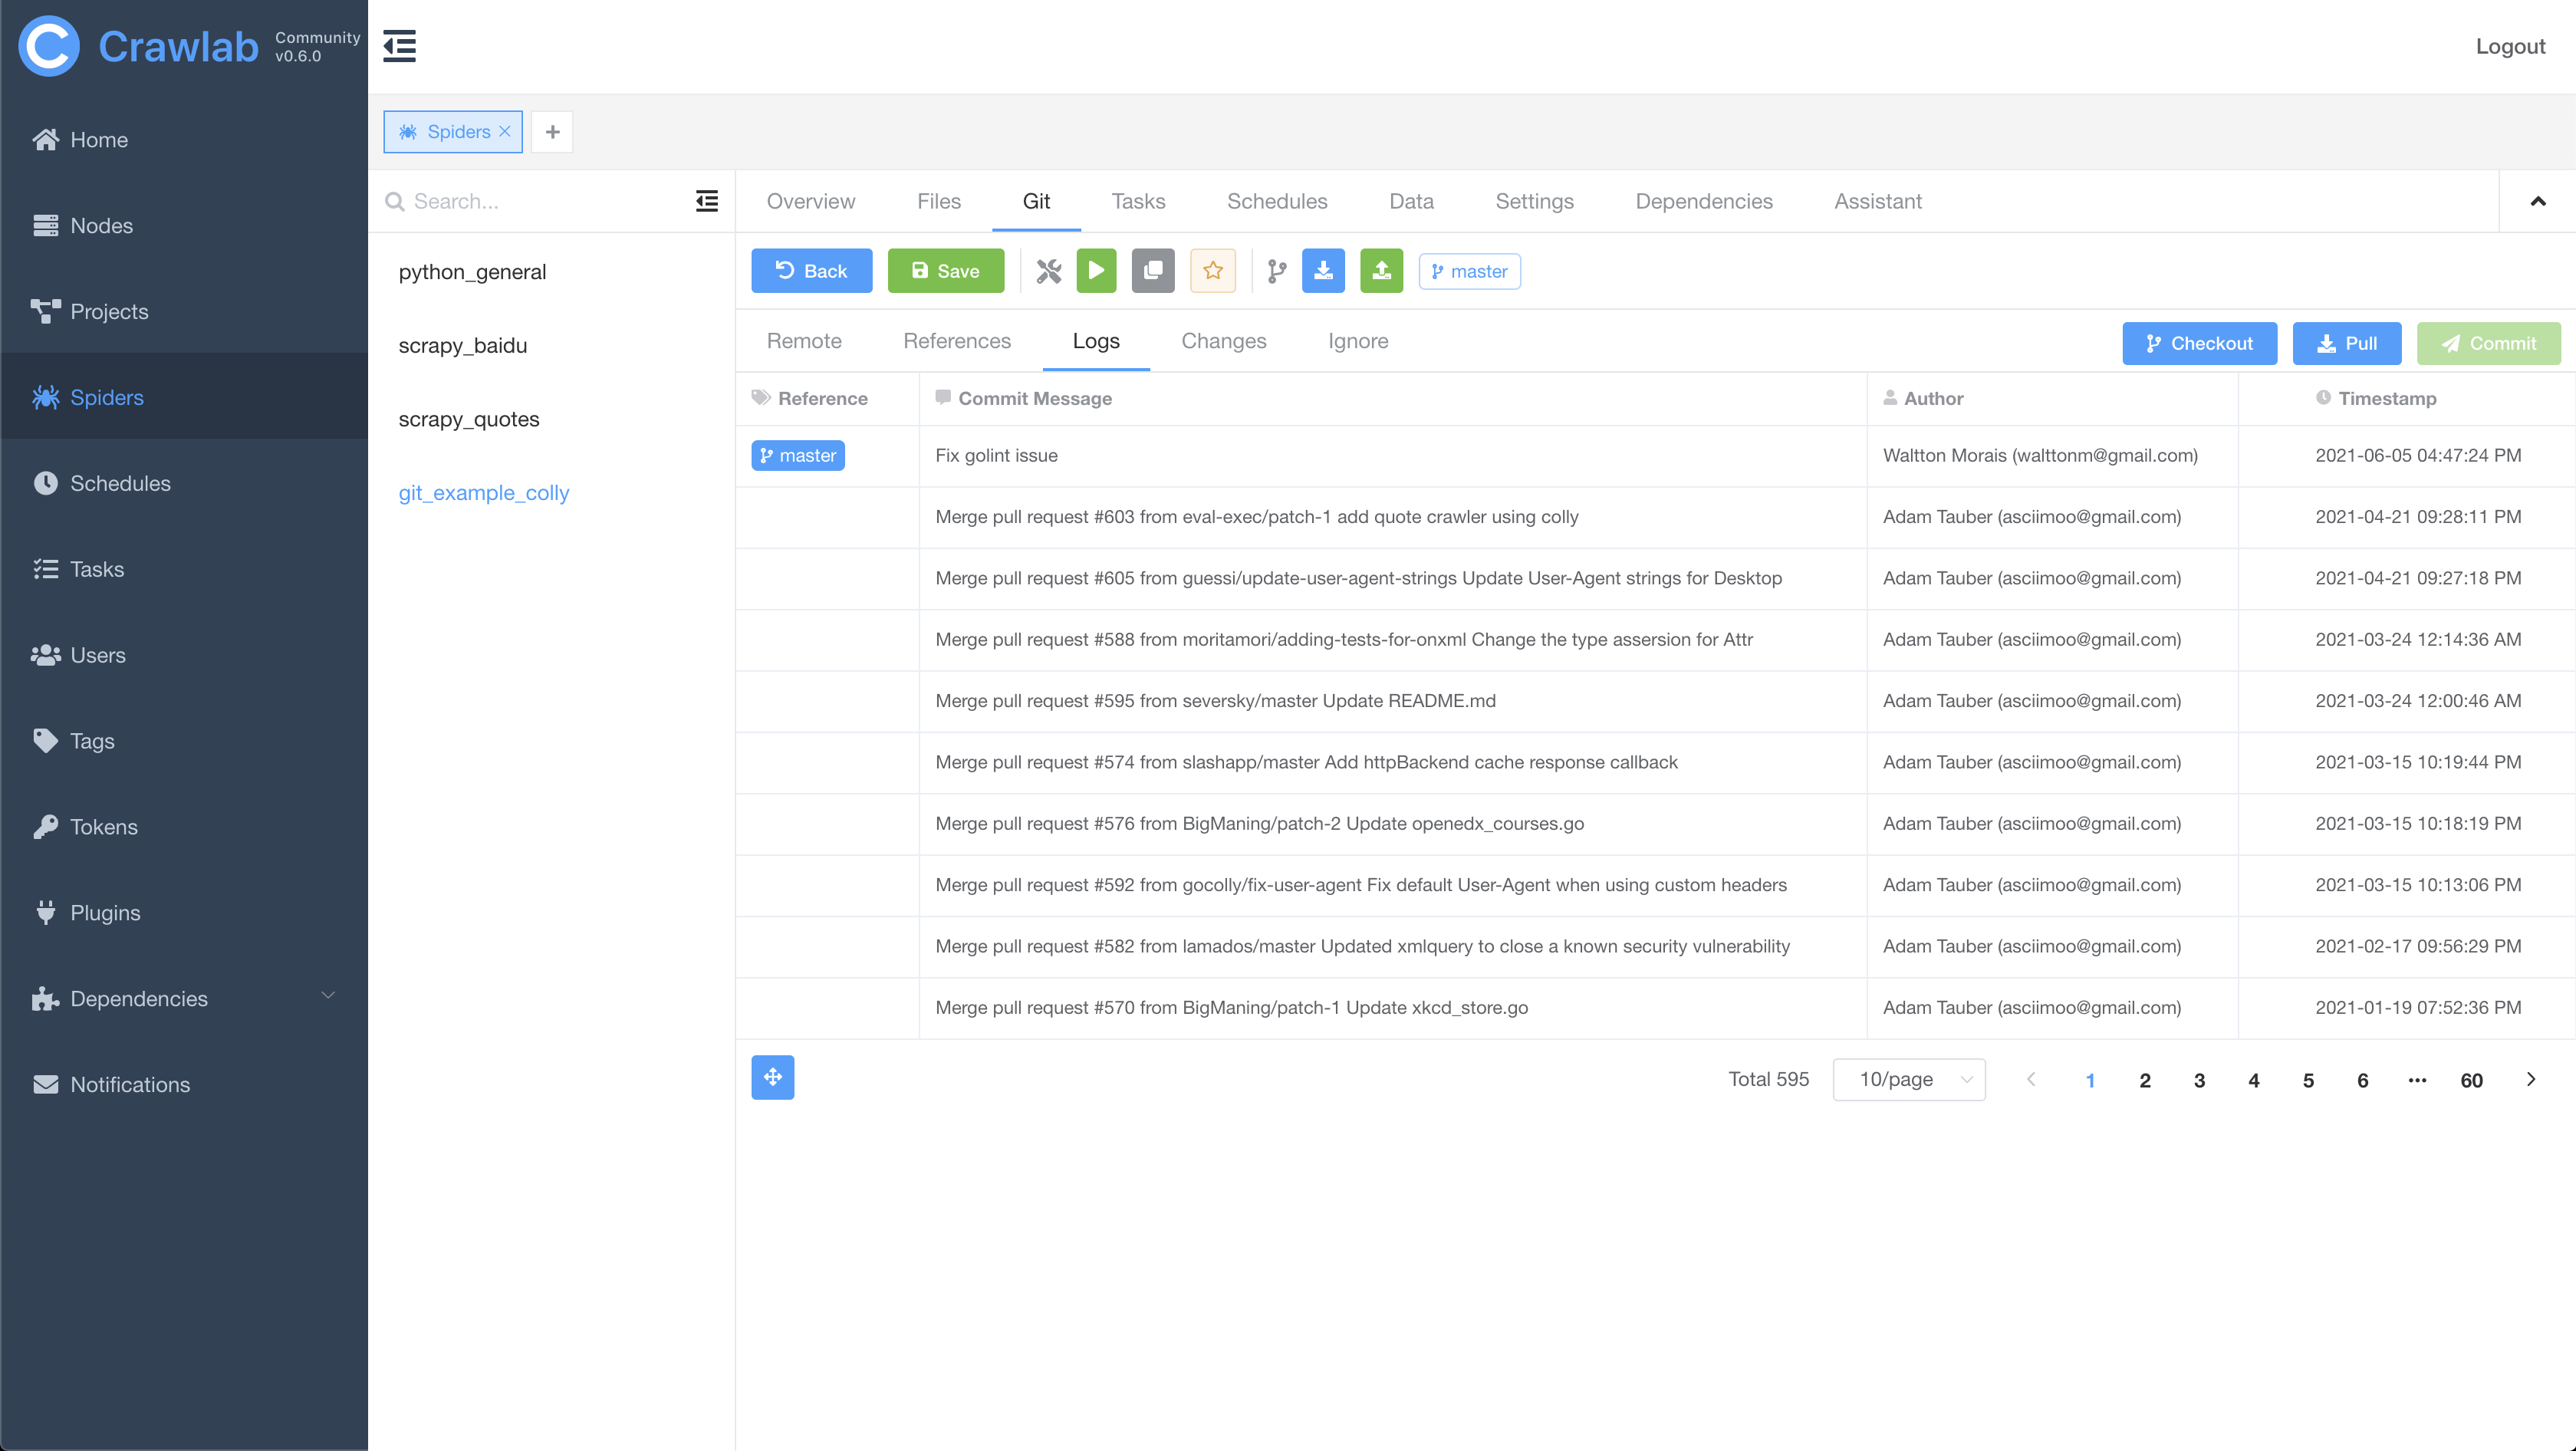 Crawlab Community v0.6.0
Logout
Home
Nodes
Projects
Spiders
Schedules
Tasks
Users
Tags
Tokens
Plugins
Dependencies
Notifications
Spiders
Search...
python_general
scrapy_baidu
scrapy_quotes
git_example_colly
Overview Files Git Tasks Schedules Data Settings Dependencies Assistant
Back Save master
Remote References Logs Changes Ignore Checkout Pull Commit
Reference Commit Message Author Timestamp
master Fix golint issue Waltton Morais (walttonm@gmail.com) 2021-06-05 04:47:24 PM
Merge pull request #603 from eval-exec/patch-1 add quote crawler using colly Adam Tauber (asciimoo@gmail.com) 2021-04-21 09:28:11 PM
Merge pull request #605 from guessi/update-user-agent-strings Update User-Agent strings for Desktop Adam Tauber (asciimoo@gmail.com) 2021-04-21 09:27:18 PM
Merge pull request #588 from moritamori/adding-tests-for-onxml Change the type assersion for Attr Adam Tauber (asciimoo@gmail.com) 2021-03-24 12:14:36 AM
Merge pull request #595 from seversky/master Update README.md Adam Tauber (asciimoo@gmail.com) 2021-03-24 12:00:46 AM
Merge pull request #574 from slashapp/master Add httpBackend cache response callback Adam Tauber (asciimoo@gmail.com) 2021-03-15 10:19:44 PM
Merge pull request #576 from BigManing/patch-2 Update openedx_courses.go Adam Tauber (asciimoo@gmail.com) 2021-03-15 10:18:19 PM
Merge pull request #592 from gocolly/fix-user-agent Fix default User-Agent when using custom headers Adam Tauber (asciimoo@gmail.com) 2021-03-15 10:13:06 PM
Merge pull request #582 from lamados/master Updated xmlquery to close a known security vulnerability Adam Tauber (asciimoo@gmail.com) 2021-02-17 09:56:29 PM
Merge pull request #570 from BigManing/patch-1 Update xkcd_store.go Adam Tauber (asciimoo@gmail.com) 2021-01-19 07:52:36 PM
Total 595 10/page 1 2 3 4 5 6 ··· 60